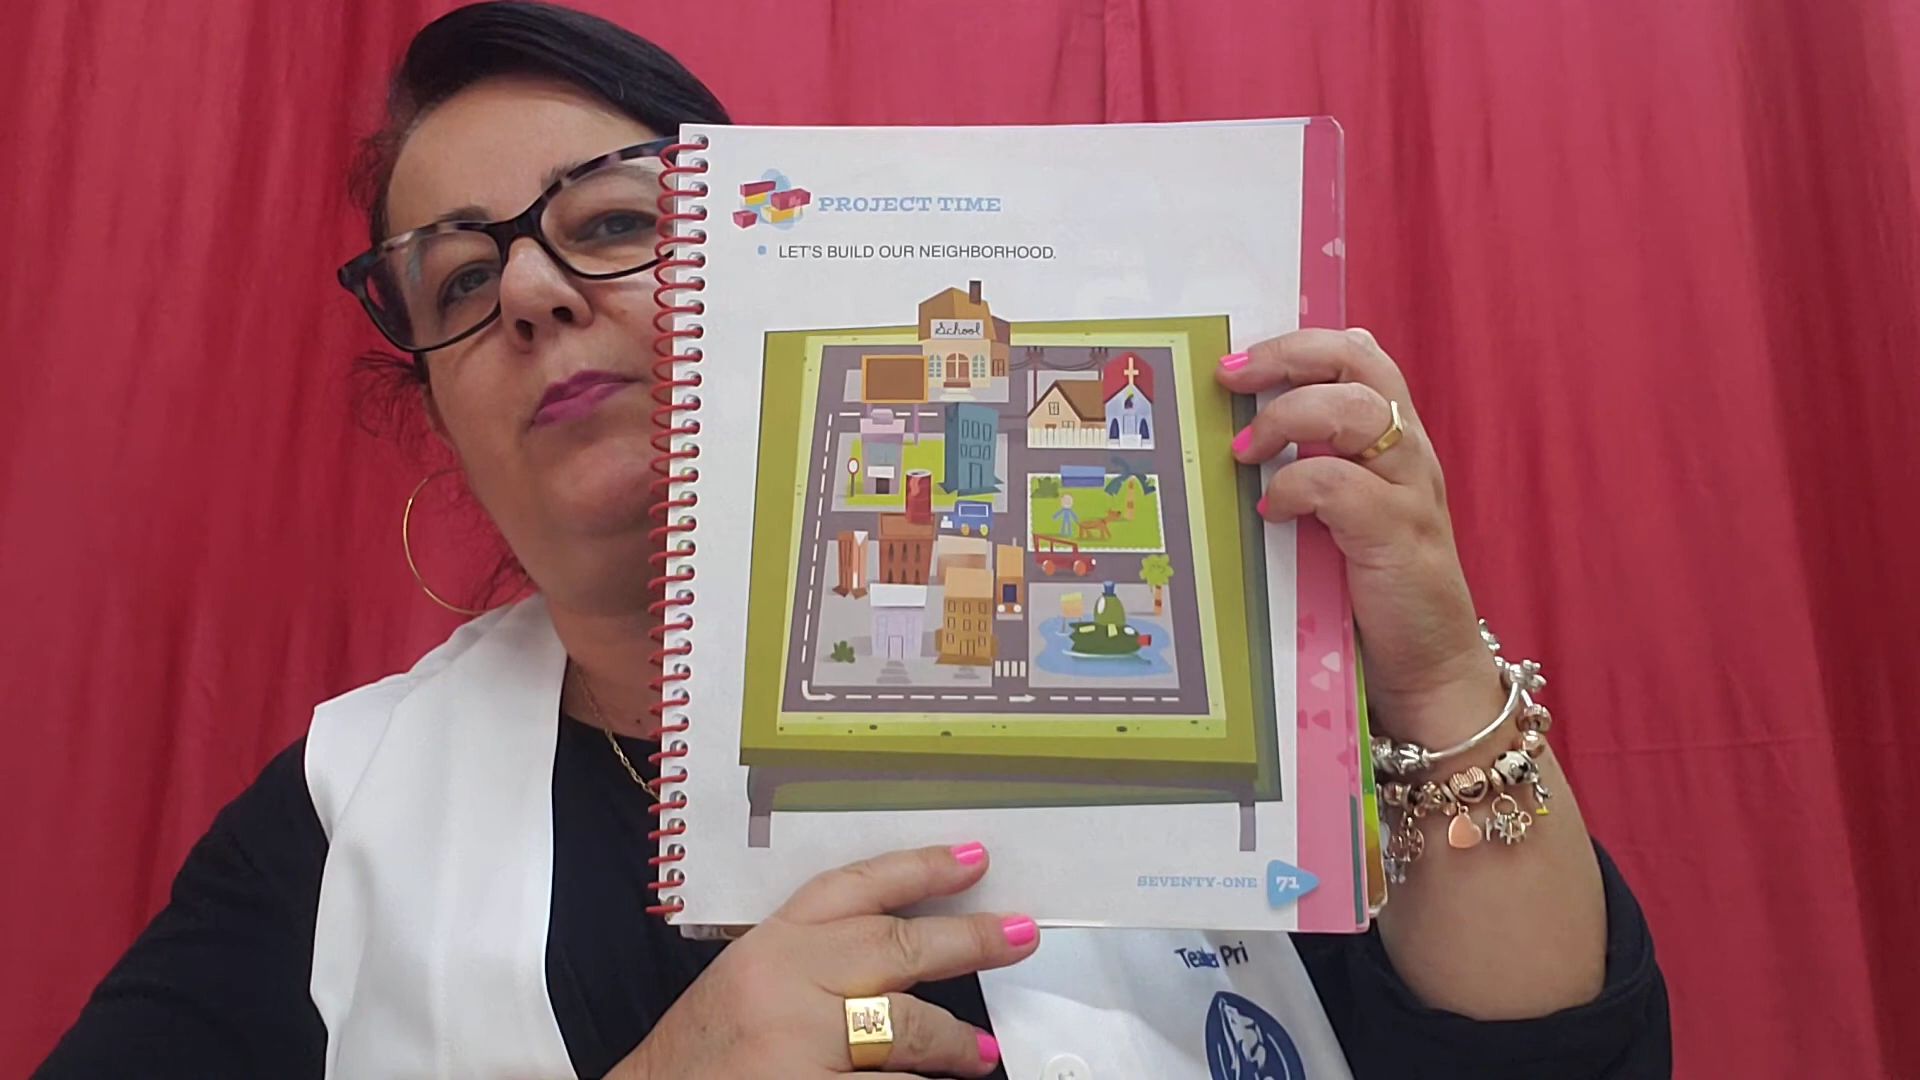 PROJECT TIME
LET'S BUILD OUR NEIGHBORHOOD.
School
SEVENTY-ONE 71
Teacher Pri